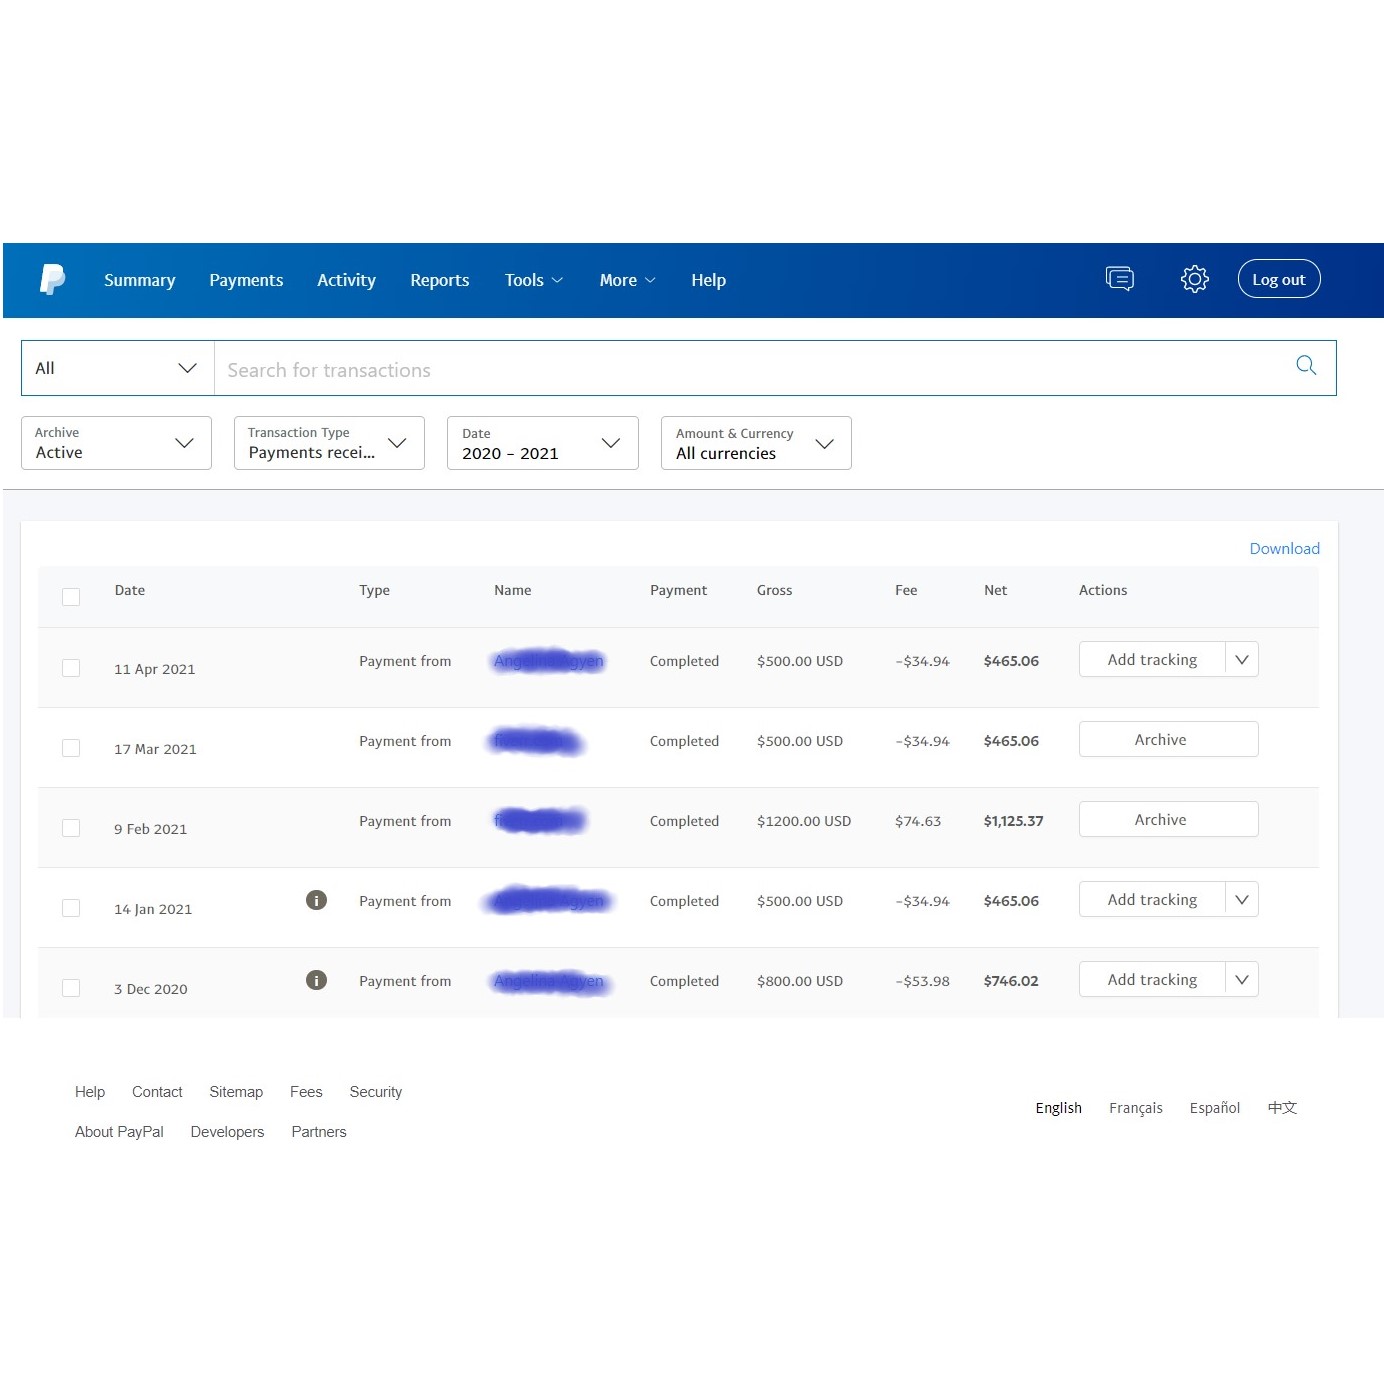 Summary Payments Activity Reports Tools More Help Log out
All Search for transactions
Archive Transaction Type Date Amount & Currency
Active Payments recei... 2020 - 2021 All currencies
Download
Date Type Name Payment Gross Fee Net Actions
11 Apr 2021 Payment from Completed $500.00 USD -$34.94 $465.06 Add tracking
17 Mar 2021 Payment from Completed $500.00 USD -$34.94 $465.06 Archive
9 Feb 2021 Payment from Completed $1200.00 USD $74.63 $1,125.37 Archive
14 Jan 2021 Payment from Completed $500.00 USD -$34.94 $465.06 Add tracking
3 Dec 2020 Payment from Completed $800.00 USD -$53.98 $746.02 Add tracking
Help Contact Sitemap Fees Security
English Français Español 中文
About PayPal Developers Partners